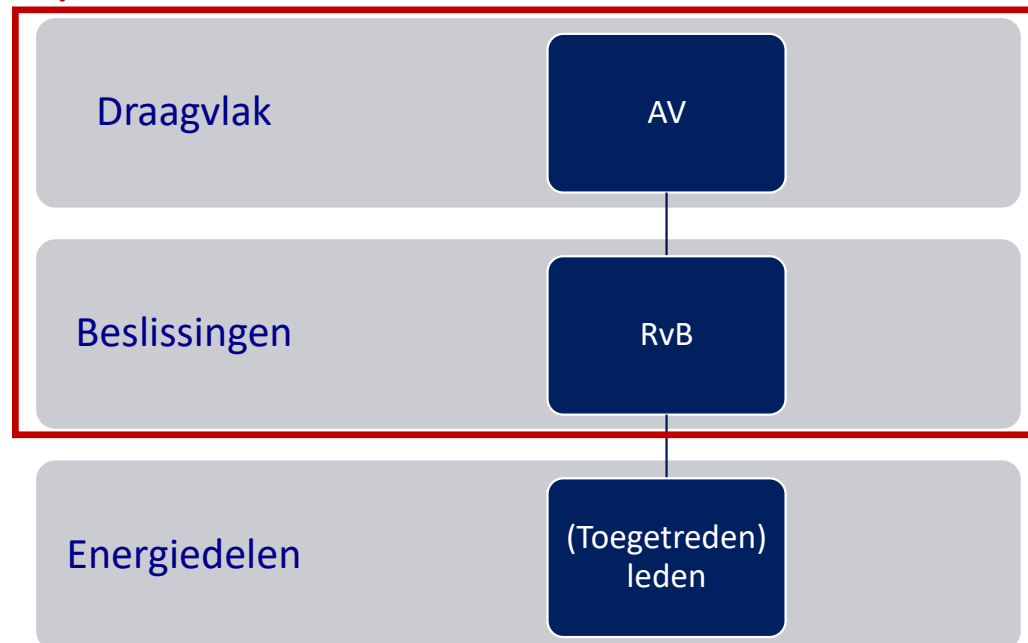 Draagvlak
AV
Beslissingen
RvB
Energiedelen
(Toegetreden)
leden